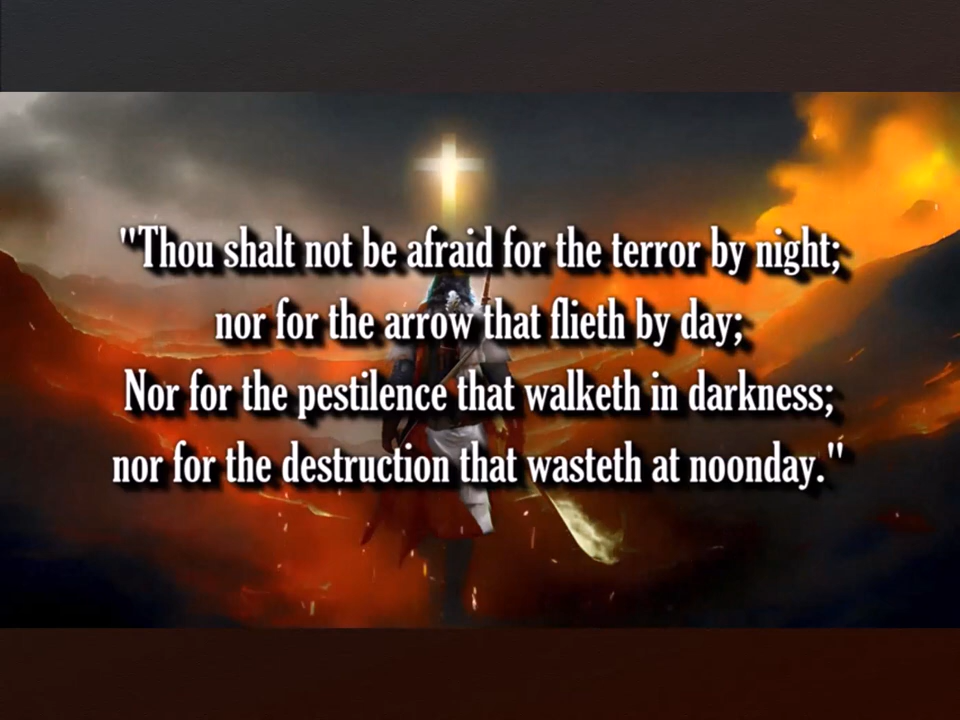 "Thou shalt not be afraid for the terror by night;
nor for the arrow that flieth by day;
Nor for the pestilence that walketh in darkness;
nor for the destruction that wasteth at noonday."